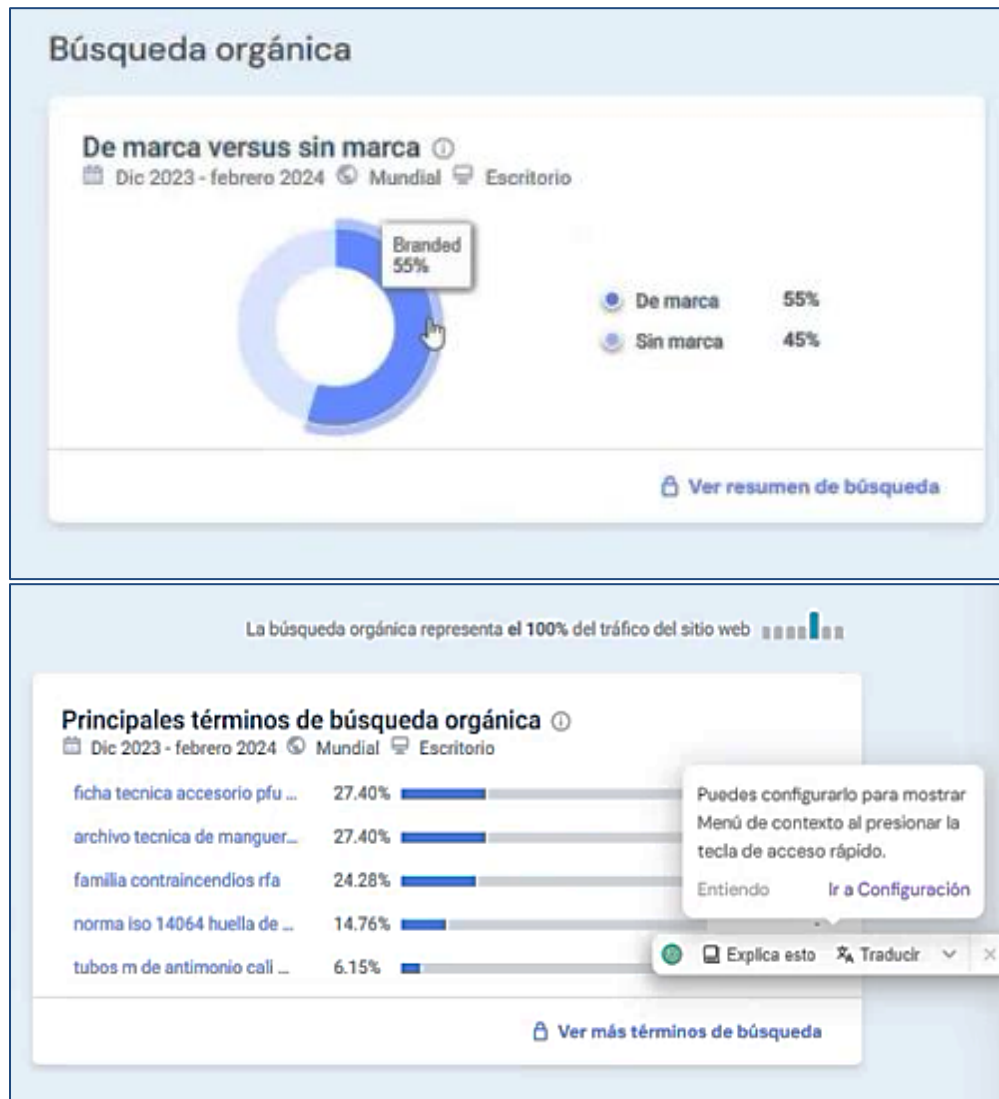 Búsqueda orgánica
De marca versus sin marca
Dic 2023 - febrero 2024 Mundial Escritorio
Branded
55%
De marca 55%
Sin marca 45%
Ver resumen de búsqueda
La búsqueda orgánica representa el 100% del tráfico del sitio web
Principales términos de búsqueda orgánica
Dic 2023 - febrero 2024 Mundial Escritorio
ficha tecnica accesorio pfu ... 27.40%
archivo tecnica de manguer... 27.40%
familia contraincendios rfa 24.28%
norma iso 14064 huella de ... 14.76%
tubos m de antimonio cali ... 6.15%
Puedes configurarlo para mostrar
Menú de contexto al presionar la
tecla de acceso rápido.
Entiendo Ir a Configuración
Explica esto Traducir
Ver más términos de búsqueda